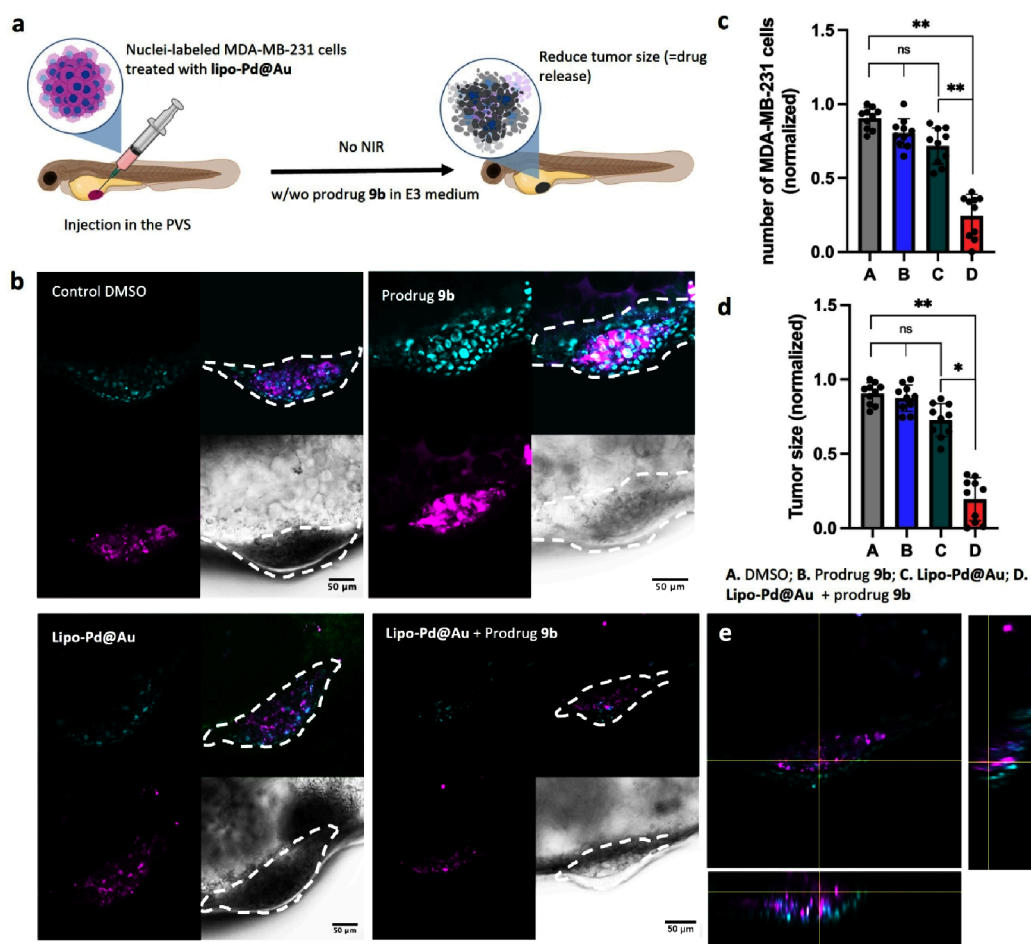 a
Nuclei-labeled MDA-MB-231 cells
treated with lipo-Pd@Au
Injection in the PVS
No NIR
w/wo prodrug 9b in E3 medium
Reduce tumor size (=drug
release)
b
Control DMSO
50 µm
Prodrug 9b
50 µm
Lipo-Pd@Au
50 µm
Lipo-Pd@Au + Prodrug 9b
50 µm
c
number of MDA-MB-231 cells
(normalized)
1.5
1.0
0.5
0.0
**
ns
**
A B C D
d
Tumor size (normalized)
1.5
1.0
0.5
0.0
**
ns
*
A B C D
A. DMSO; B. Prodrug 9b; C. Lipo-Pd@Au; D.
Lipo-Pd@Au + prodrug 9b
e